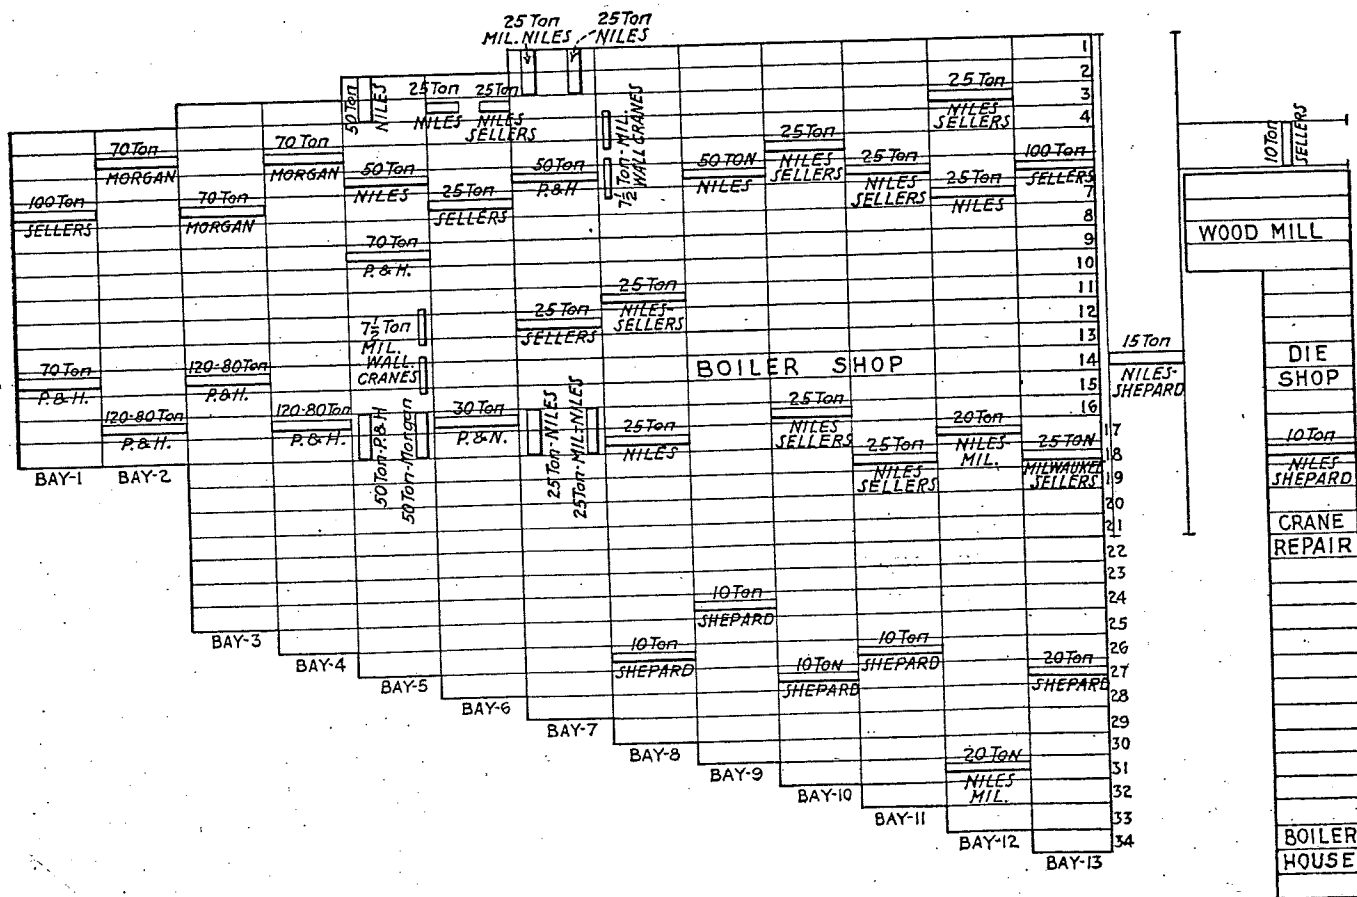 25 Ton
MIL. NILES
25 Ton
NILES
50 Ton
NILES
25 Ton
NILES
25 Ton
NILES
SELLERS
7½ Ton-MIL.
WALL CRANES
25 Ton
NILES
SELLERS
10 Ton
SELLERS
70 Ton
MORGAN
70 Ton
MORGAN
50 Ton
NILES
50 Ton
P.&H
50 TON
NILES
25 Ton
NILES
SELLERS
25 Ton
NILES
SELLERS
25 Ton
NILES
100 Ton
SELLERS
100 Ton
SELLERS
70 Ton
MORGAN
25 Ton
SELLERS
WOOD MILL
70 Ton
P.&H.
7½ Ton
MIL.
WALL.
CRANES
25 Ton
SELLERS
25 Ton
NILES-
SELLERS
BOILER SHOP
15 Ton
NILES-
SHEPARD
DIE
SHOP
70 Ton
P.&H.
120-80 Ton
P.&H.
120-80 Ton
P.&H.
120-80 Ton
P.&H.
50 Ton-P.&H
50 Ton-Morgan
30 Ton
P.&N.
25 Ton-NILES
25 Ton-MIL-NILES
25 Ton
NILES
25 Ton
NILES
SELLERS
25 Ton
NILES
SELLERS
20 Ton
NILES-
MIL.
25 TON
MILWAUKEE
SELLERS
10 Ton
NILES
SHEPARD
CRANE
REPAIR
10 Ton
SHEPARD
10 Ton
SHEPARD
10 TON
SHEPARD
10 Ton
SHEPARD
20 Ton
SHEPARD
20 TON
NILES
MIL.
BOILER
HOUSE
1
2
3
4
7
8
9
10
11
12
13
14
15
16
17
18
19
20
21
22
23
24
25
26
27
28
29
30
31
32
33
34
BAY-1
BAY-2
BAY-3
BAY-4
BAY-5
BAY-6
BAY-7
BAY-8
BAY-9
BAY-10
BAY-11
BAY-12
BAY-13